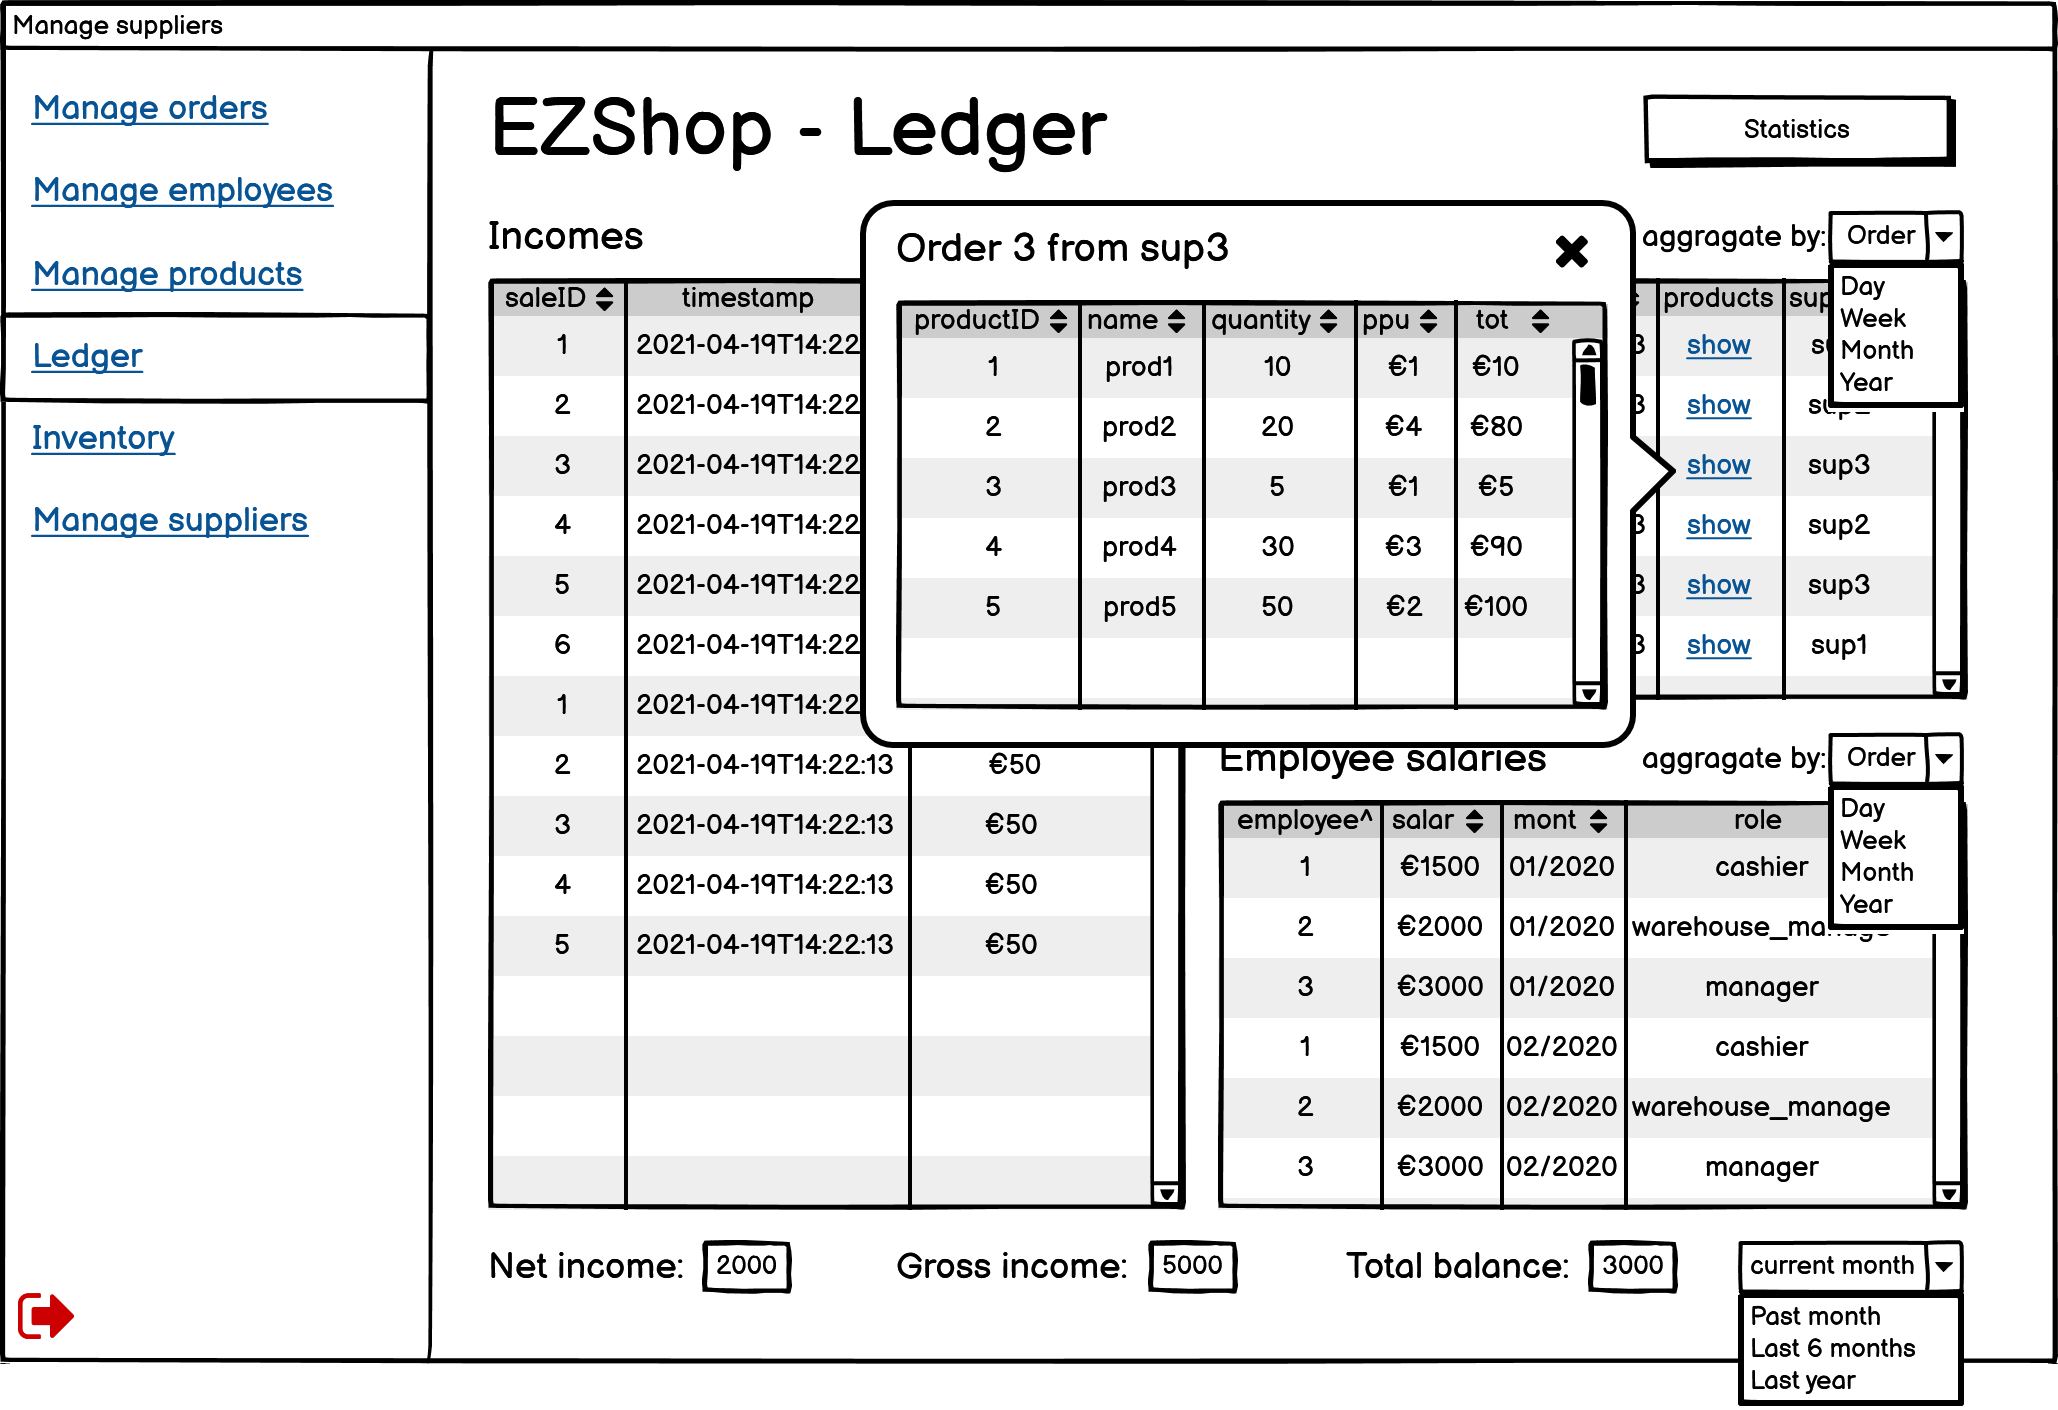 Manage suppliers
Manage orders
Manage employees
Manage products
Ledger
Inventory
Manage suppliers
EZShop - Ledger
Statistics
Incomes
saleID timestamp
1 2021-04-19T14:22
2 2021-04-19T14:22
3 2021-04-19T14:22
4 2021-04-19T14:22
5 2021-04-19T14:22
6 2021-04-19T14:22
1 2021-04-19T14:22
2 2021-04-19T14:22:13 €50
3 2021-04-19T14:22:13 €50
4 2021-04-19T14:22:13 €50
5 2021-04-19T14:22:13 €50
Order 3 from sup3
productID name quantity ppu tot
1 prod1 10 €1 €10
2 prod2 20 €4 €80
3 prod3 5 €1 €5
4 prod4 30 €3 €90
5 prod5 50 €2 €100
aggragate by: Order
Day
Week
Month
Year
products sup
3 show
3 show sup2
show sup3
3 show sup2
3 show sup3
3 show sup1
Employee salaries
aggragate by: Order
Day
Week
Month
Year
employee^ salar mont role
1 €1500 01/2020 cashier
2 €2000 01/2020 warehouse_manage
3 €3000 01/2020 manager
1 €1500 02/2020 cashier
2 €2000 02/2020 warehouse_manage
3 €3000 02/2020 manager
Net income: 2000
Gross income: 5000
Total balance: 3000
current month
Past month
Last 6 months
Last year